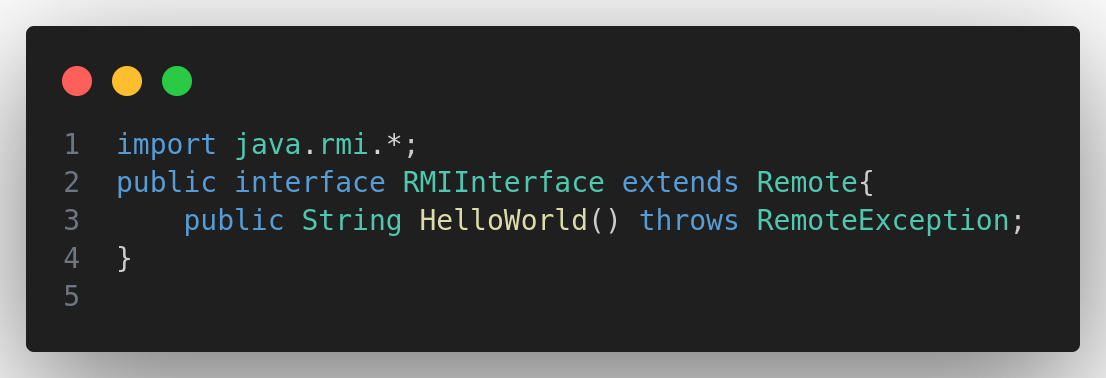 1 import java.rmi.*;
2 public interface RMIInterface extends Remote{
3     public String HelloWorld() throws RemoteException;
4 }
5